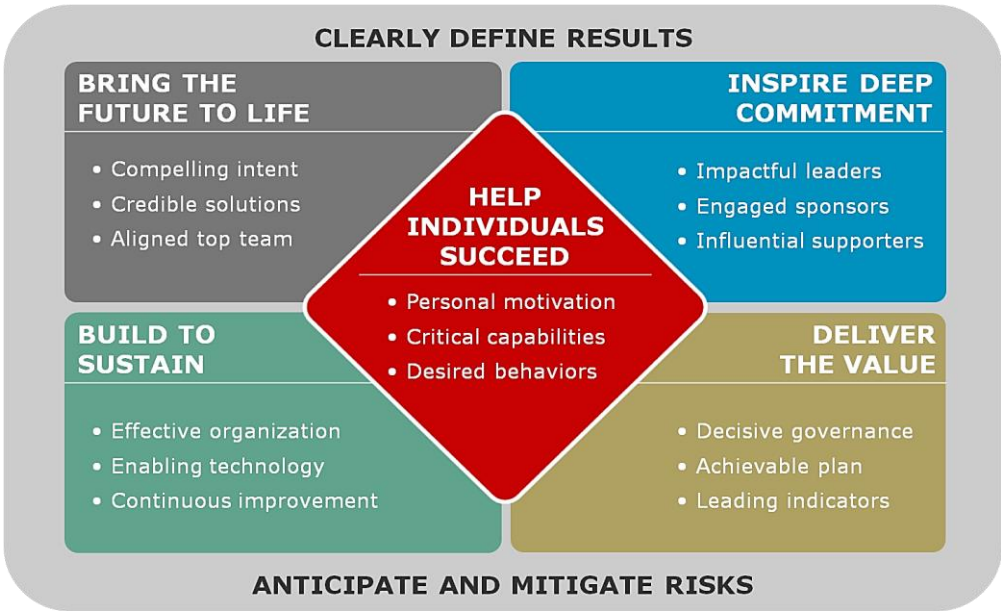 CLEARLY DEFINE RESULTS
BRING THE
FUTURE TO LIFE
• Compelling intent
• Credible solutions
• Aligned top team
INSPIRE DEEP
COMMITMENT
• Impactful leaders
• Engaged sponsors
• Influential supporters
HELP
INDIVIDUALS
SUCCEED
• Personal motivation
• Critical capabilities
• Desired behaviors
BUILD TO
SUSTAIN
• Effective organization
• Enabling technology
• Continuous improvement
DELIVER
THE VALUE
• Decisive governance
• Achievable plan
• Leading indicators
ANTICIPATE AND MITIGATE RISKS